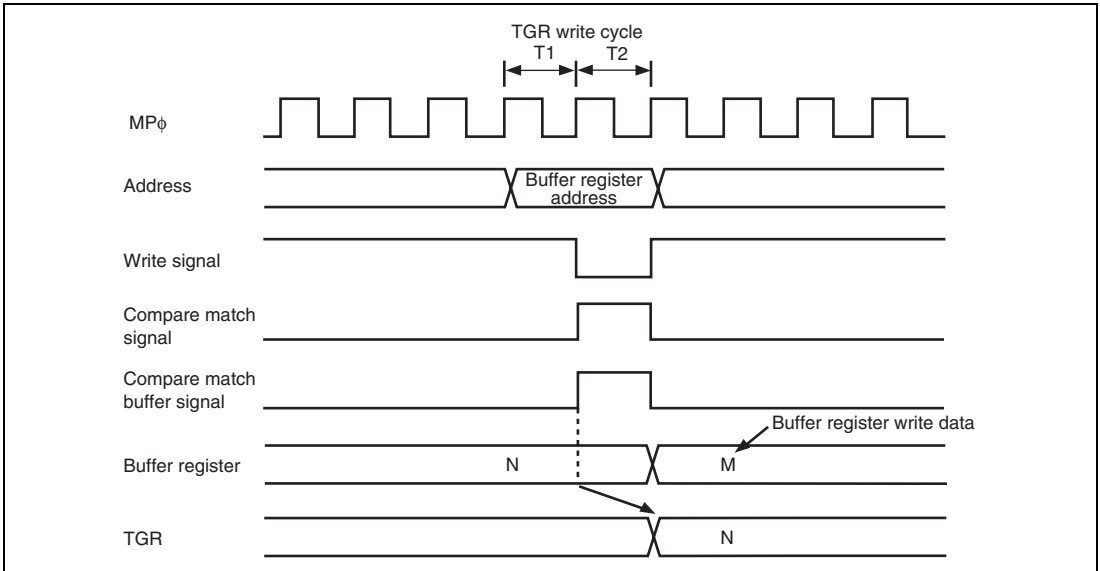 TGR write cycle
T1 T2
MPϕ
Address
Buffer register
address
Write signal
Compare match
signal
Compare match
buffer signal
Buffer register write data
Buffer register
N M
TGR
N